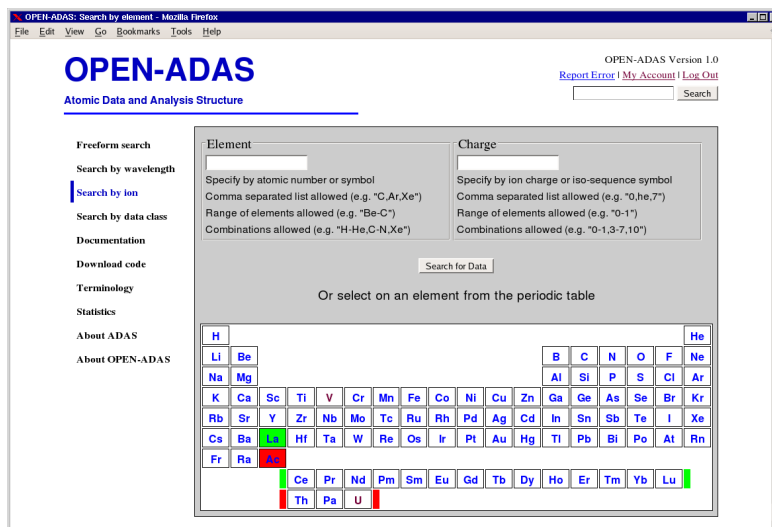 OPEN-ADAS: Search by element - Mozilla Firefox
File Edit View Go Bookmarks Tools Help
OPEN-ADAS
Atomic Data and Analysis Structure
OPEN-ADAS Version 1.0
Report Error | My Account | Log Out
Search
Freeform search
Search by wavelength
Search by ion
Search by data class
Documentation
Download code
Terminology
Statistics
About ADAS
About OPEN-ADAS
Element
Specify by atomic number or symbol
Comma separated list allowed (e.g. "C,Ar,Xe")
Range of elements allowed (e.g. "Be-C")
Combinations allowed (e.g. "H-He,C-N,Xe")
Charge
Specify by ion charge or iso-sequence symbol
Comma separated list allowed (e.g. "0,he,7")
Range of elements allowed (e.g. "0-1")
Combinations allowed (e.g. "0-1,3-7,10")
Search for Data
Or select on an element from the periodic table
H He
Li Be B C N O F Ne
Na Mg Al Si P S Cl Ar
K Ca Sc Ti V Cr Mn Fe Co Ni Cu Zn Ga Ge As Se Br Kr
Rb Sr Y Zr Nb Mo Tc Ru Rh Pd Ag Cd In Sn Sb Te I Xe
Cs Ba La Hf Ta W Re Os Ir Pt Au Hg Tl Pb Bi Po At Rn
Fr Ra Ac
Ce Pr Nd Pm Sm Eu Gd Tb Dy Ho Er Tm Yb Lu
Th Pa U